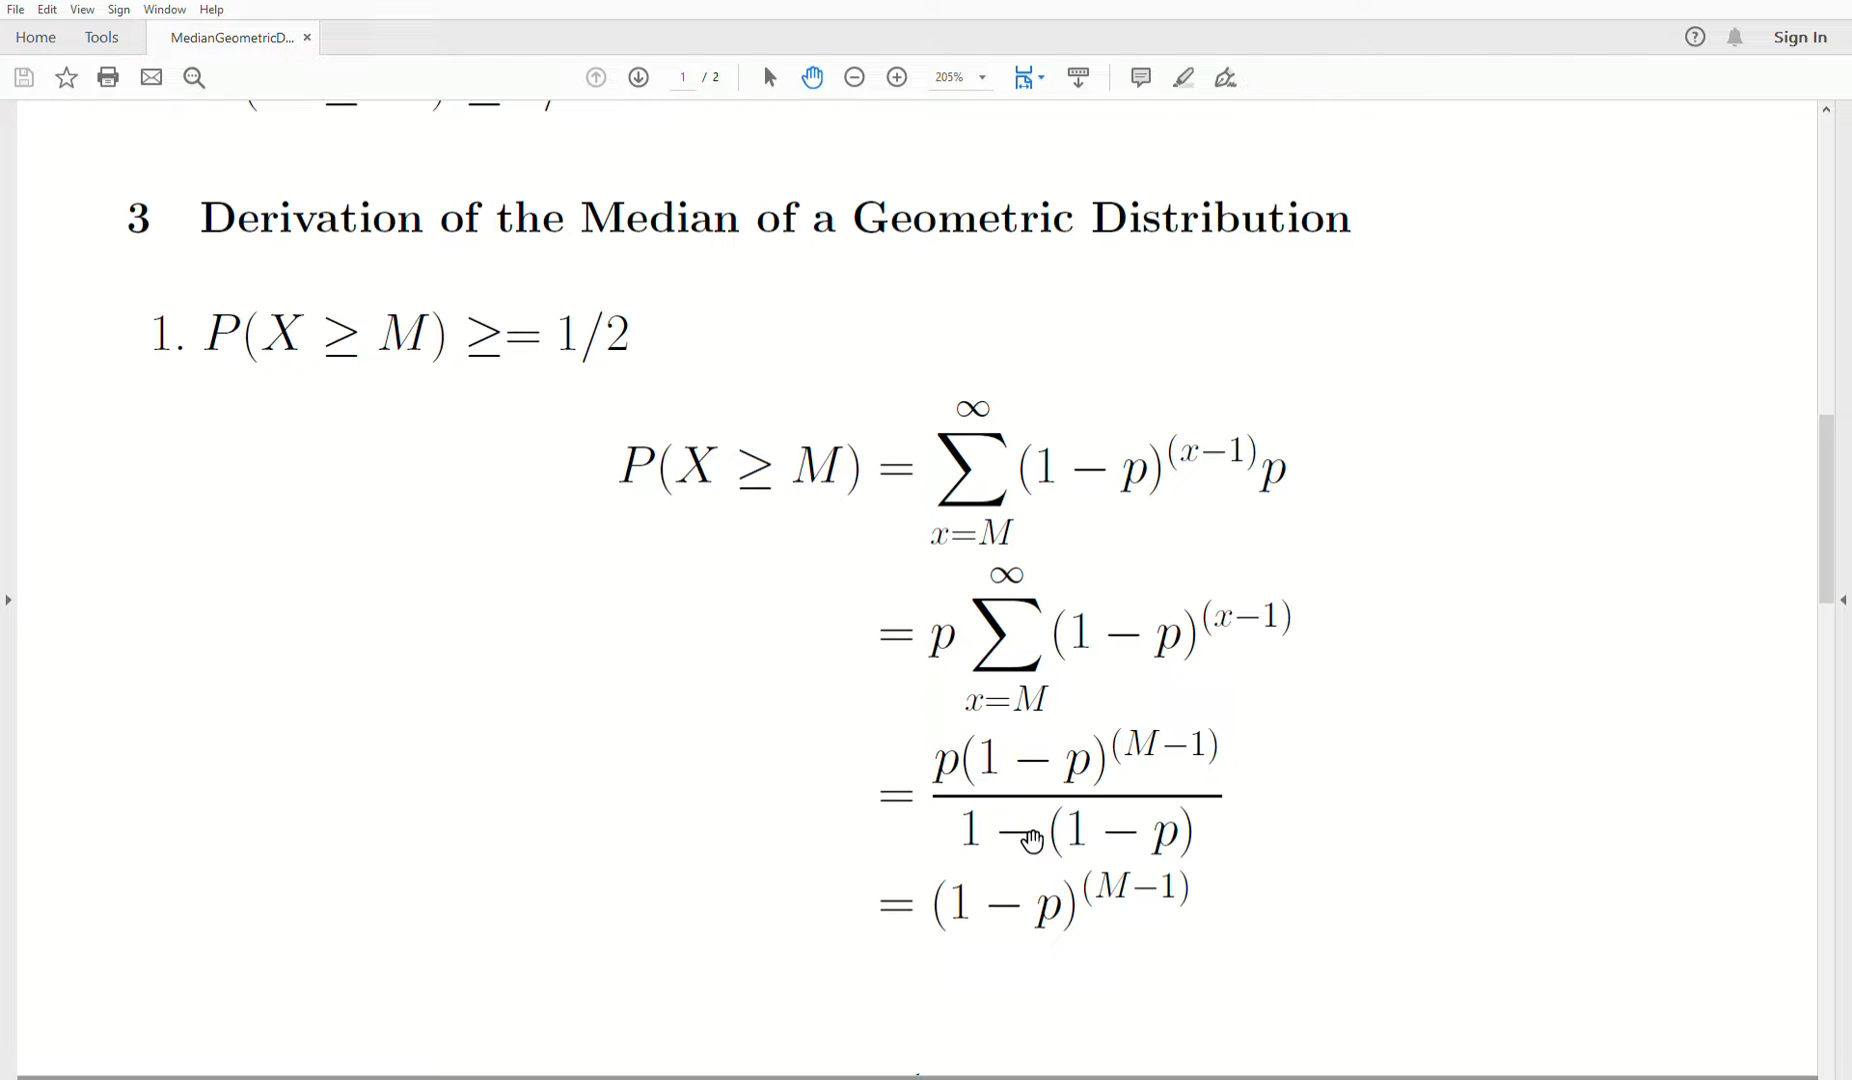 File Edit View Sign Window Help
Home Tools MedianGeometricD... × Sign In
1 / 2 205%
3 Derivation of the Median of a Geometric Distribution
1. P(X ≥ M) ≥= 1/2
P(X ≥ M) = ∑_{x=M}^{∞} (1 − p)^{(x−1)} p
= p ∑_{x=M}^{∞} (1 − p)^{(x−1)}
= \frac{p(1 − p)^{(M−1)}}{1 − (1 − p)}
= (1 − p)^{(M−1)}